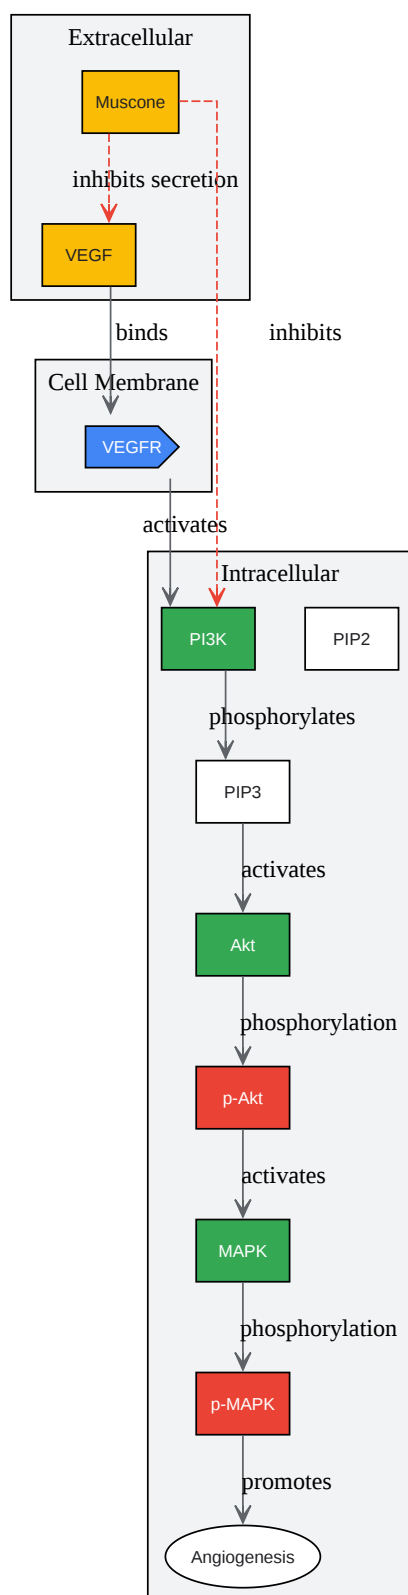 Extracellular
Muscone
inhibits secretion
VEGF
binds
inhibits
Cell Membrane
VEGFR
activates
Intracellular
PI3K
PIP2
phosphorylates
PIP3
activates
Akt
phosphorylation
p-Akt
activates
MAPK
phosphorylation
p-MAPK
promotes
Angiogenesis